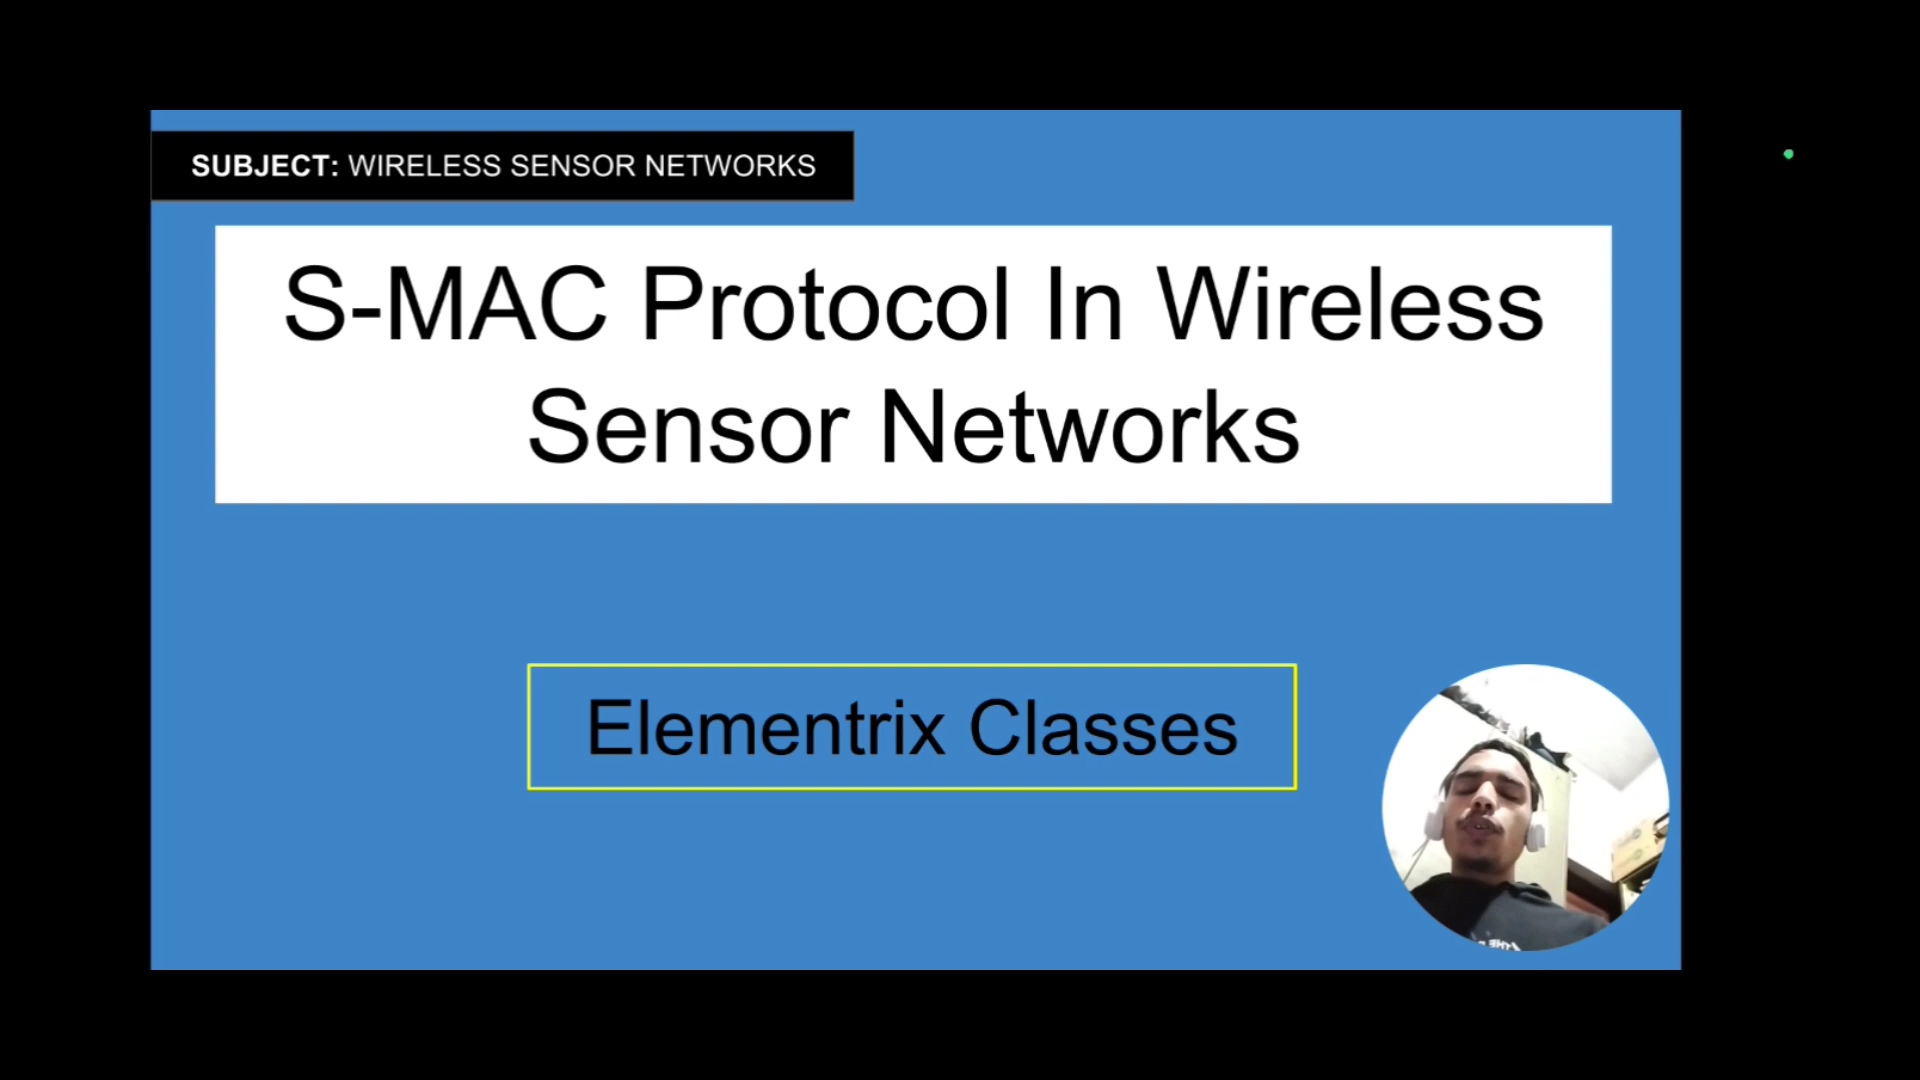 SUBJECT: WIRELESS SENSOR NETWORKS
S-MAC Protocol In Wireless
Sensor Networks
Elementrix Classes